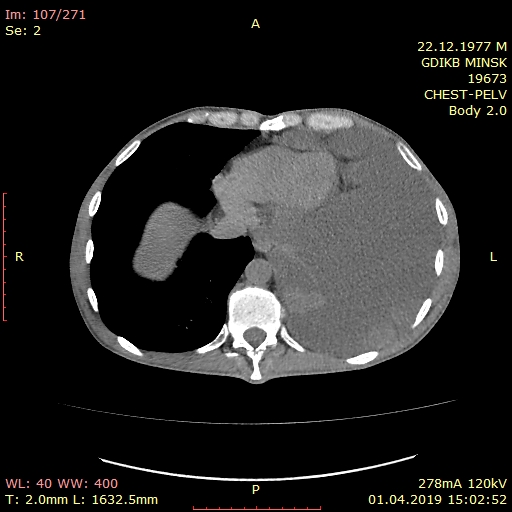 Im: 107/271
Se: 2
A
22.12.1977 M
GDIKB MINSK
19673
CHEST-PELV
Body 2.0
R
L
WL: 40 WW: 400
T: 2.0mm L: 1632.5mm
P
278mA 120kV
01.04.2019 15:02:52